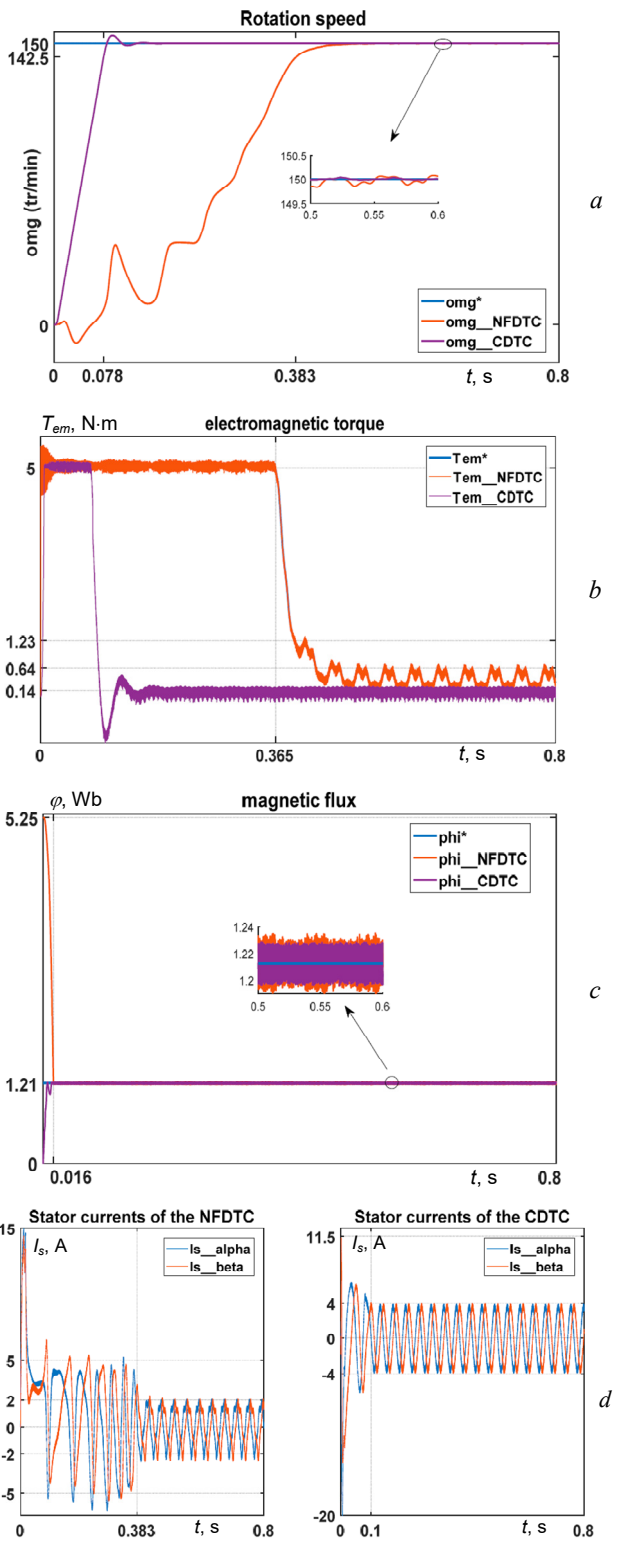 Rotation speed
150
142.5
0
omg (tr/min)
150.5
150
149.5
0.5
0.55
0.6
omg*
omg__NFDTC
omg__CDTC
0
0.078
0.383
t, s
0.8
a
Tem, N·m
electromagnetic torque
5
1.23
0.64
0.14
Tem*
Tem__NFDTC
Tem__CDTC
0
0.365
t, s
0.8
b
φ, Wb
magnetic flux
5.25
1.21
0
phi*
phi__NFDTC
phi__CDTC
1.24
1.22
1.2
0.5
0.55
0.6
0.016
t, s
0.8
c
Stator currents of the NFDTC
15
5
2
0
-2
-5
Is, A
Is__alpha
Is__beta
0
0.383
t, s
0.8
Stator currents of the CDTC
11.5
4
0
-4
-20
Is, A
Is__alpha
Is__beta
0
0.1
t, s
0.8
d